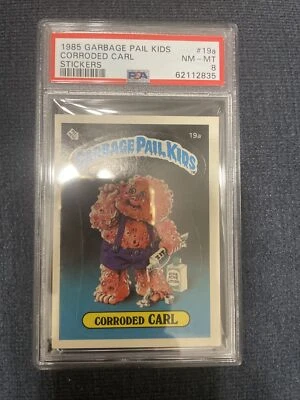 1985 GARBAGE PAIL KIDS #19a
CORRODED CARL NM - MT
STICKERS 8
PSA 62112835
19a
GARBAGE PAIL KIDS
ZIT
CORRODED CARL